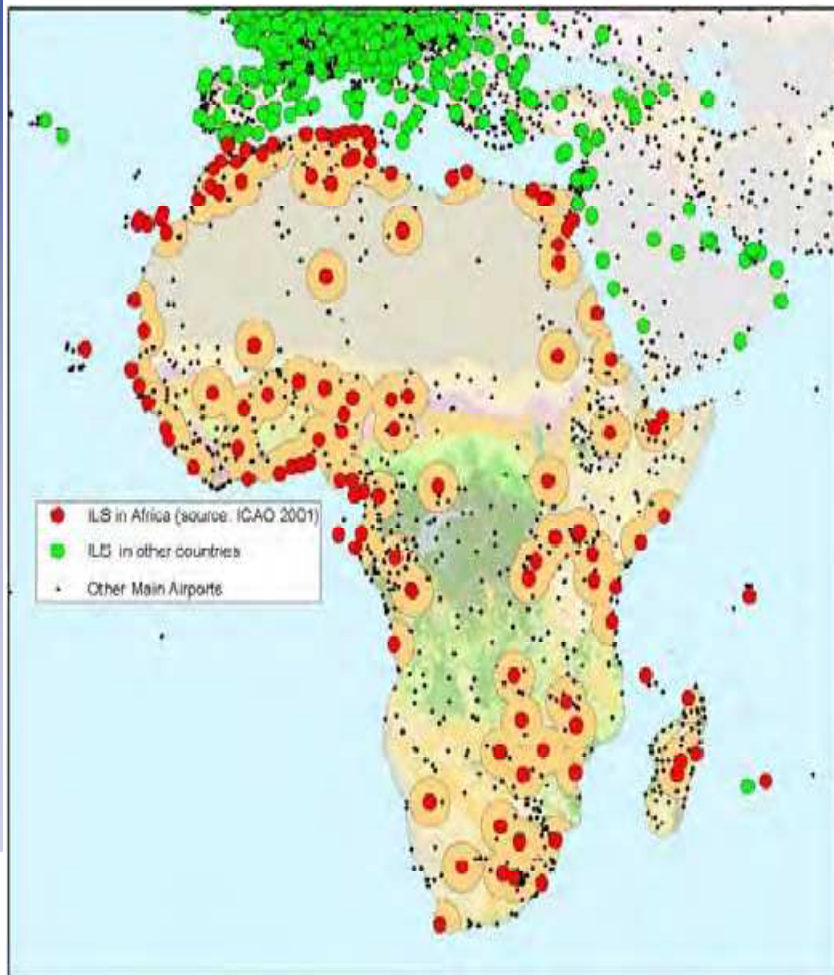 ILS in Africa (source: ICAO 2001)
ILS in other countries
Other Main Airports